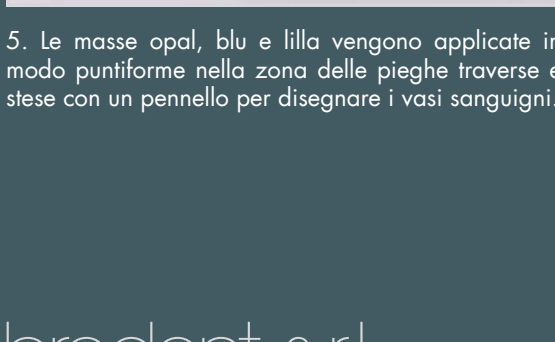 5. Le masse opal, blu e lilla vengono applicate in
modo puntiforme nella zona delle pieghe traverse e
stese con un pennello per disegnare i vasi sanguigni.
bredent s.r.l.